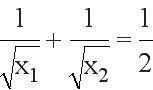 1/√x₁ + 1/√x₂ = 1/2